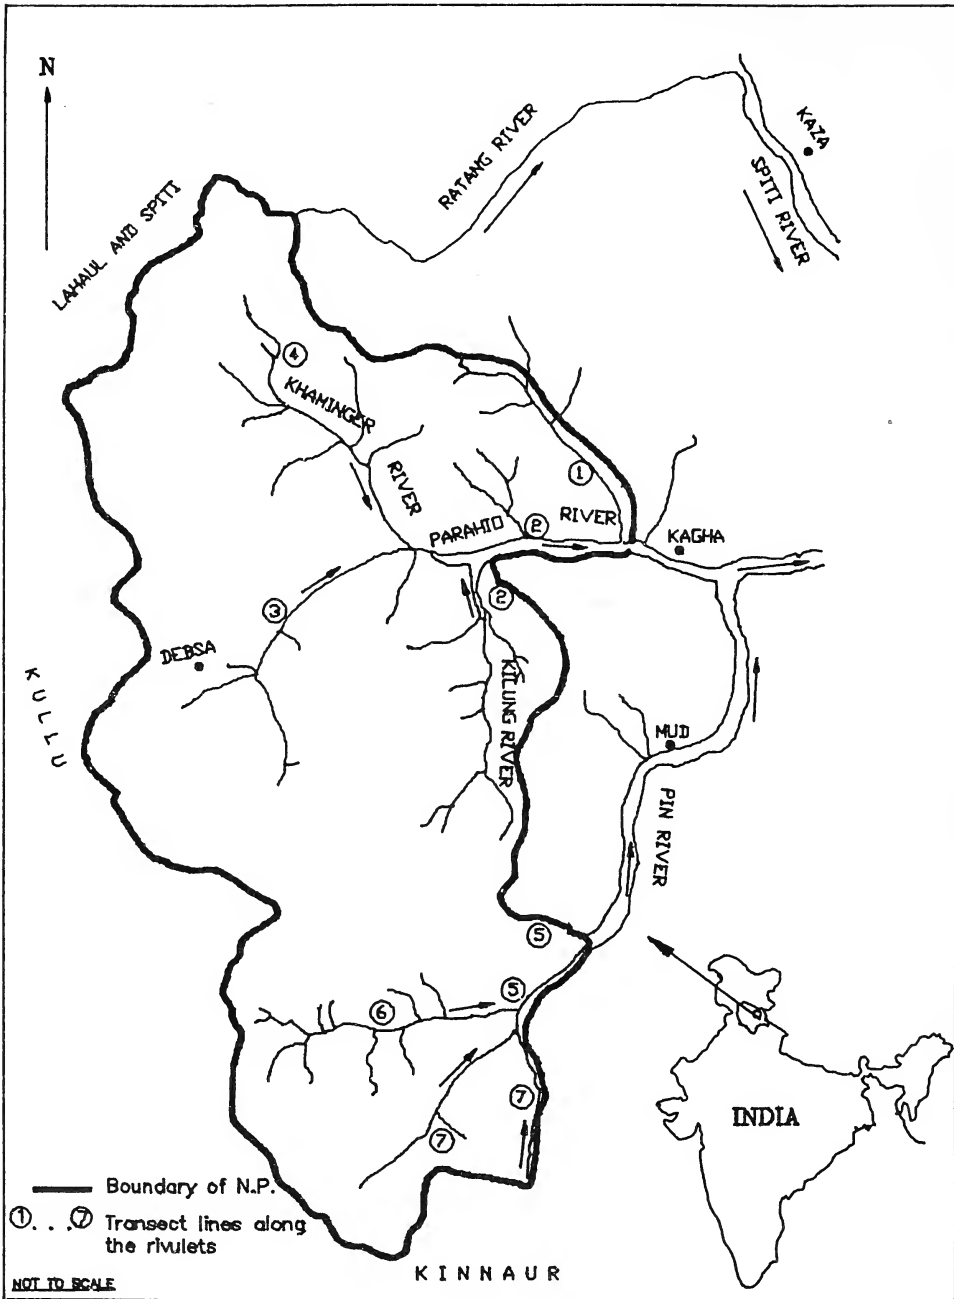 N
KAZA
RATANG RIVER
SPITI RIVER
LAHAUL AND SPITI
4
KHAMINGER
RIVER
1
PARAHIO
2
RIVER
KAGHA
3
2
DEBSA
KULLU
KILUNG RIVER
MUD
PIN RIVER
5
5
6
7
7
INDIA
Boundary of N.P.
1 . . . 7 Transect lines along
the rivulets
NOT TO SCALE
KINNAUR